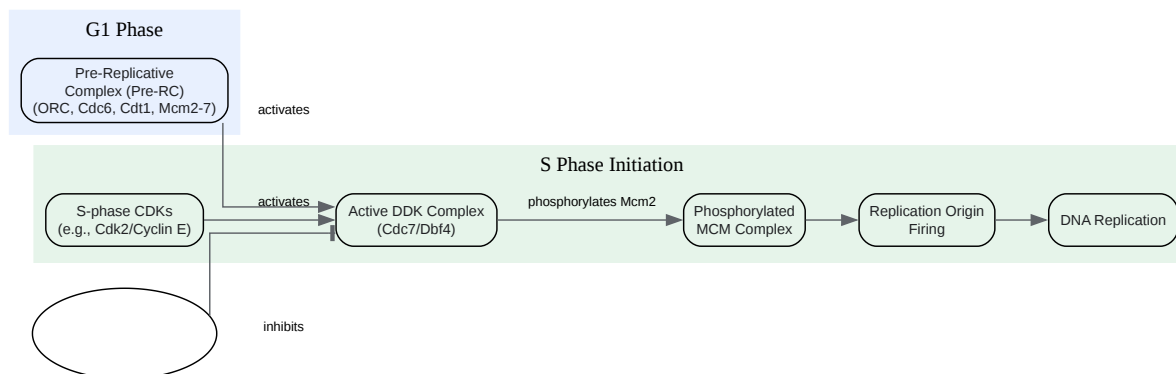 G1 Phase
Pre-Replicative
Complex (Pre-RC)
(ORC, Cdc6, Cdt1, Mcm2-7)
activates
S Phase Initiation
S-phase CDKs
(e.g., Cdk2/Cyclin E)
activates
Active DDK Complex
(Cdc7/Dbf4)
phosphorylates Mcm2
Phosphorylated
MCM Complex
Replication Origin
Firing
DNA Replication
inhibits